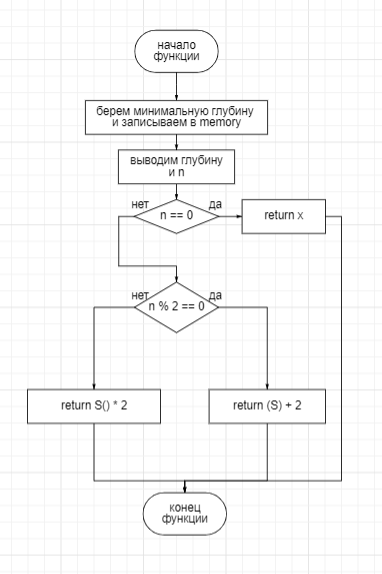 начало
функции
берем минимальную глубину
и записываем в memory
выводим глубину
и n
нет
да
n == 0
return x
нет
да
n % 2 == 0
return S() * 2
return (S) + 2
конец
функции